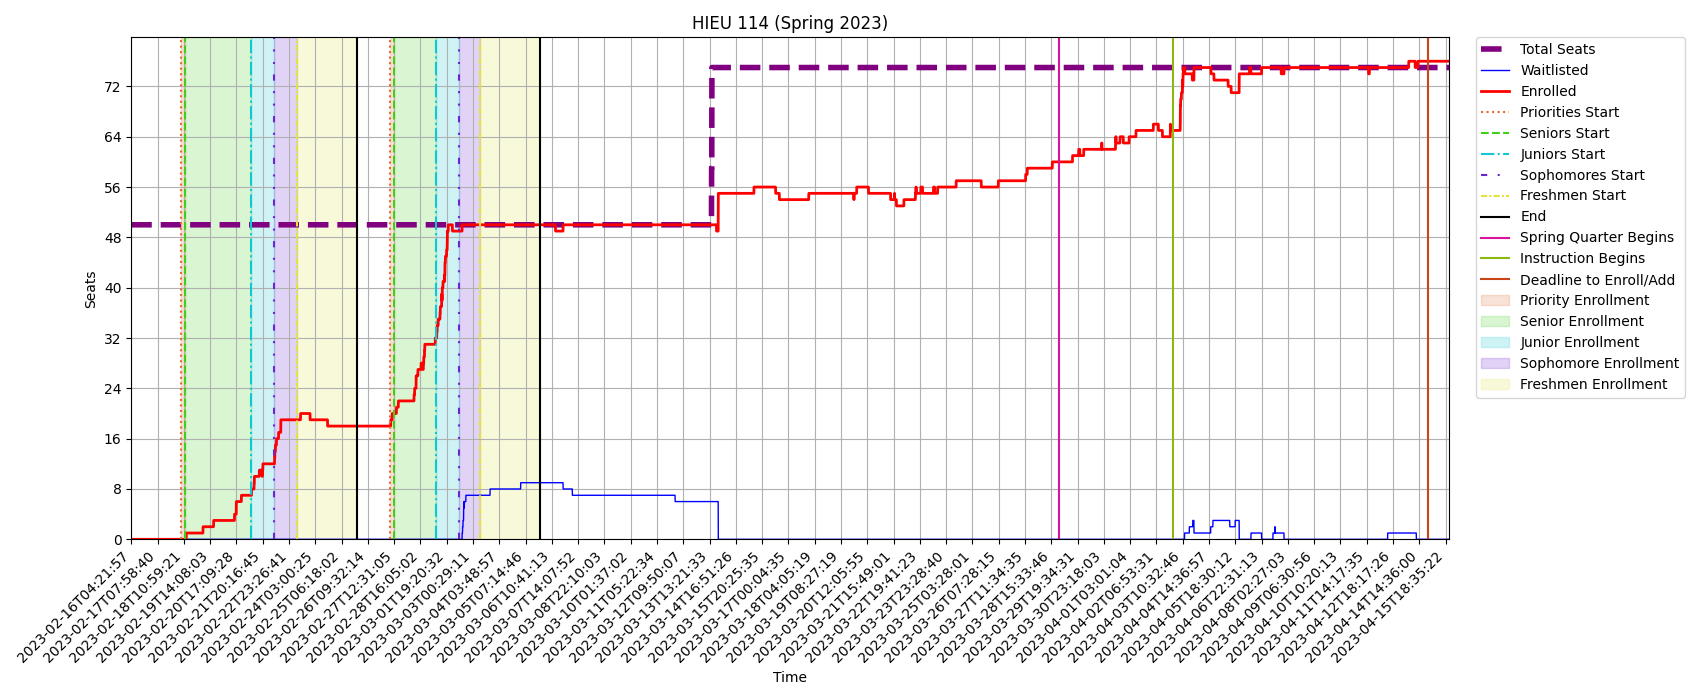 HIEU 114 (Spring 2023)
Seats
72
64
56
48
40
32
24
16
8
0
2023-02-16T04:21:57
2023-02-17T07:58:40
2023-02-18T10:59:21
2023-02-19T14:08:03
2023-02-20T17:09:28
2023-02-21T20:16:45
2023-02-22T23:26:41
2023-02-24T03:00:25
2023-02-25T06:18:02
2023-02-26T09:32:14
2023-02-27T12:31:05
2023-02-28T16:05:02
2023-03-01T19:20:32
2023-03-03T00:29:11
2023-03-04T03:48:57
2023-03-05T07:14:46
2023-03-06T10:41:13
2023-03-07T14:07:52
2023-03-08T22:10:03
2023-03-10T01:37:02
2023-03-11T05:22:34
2023-03-12T09:50:07
2023-03-13T13:21:35
2023-03-14T16:51:26
2023-03-15T20:25:35
2023-03-17T00:04:35
2023-03-18T04:05:19
2023-03-19T08:27:19
2023-03-20T12:05:55
2023-03-21T15:49:01
2023-03-22T19:41:23
2023-03-23T23:28:40
2023-03-25T03:28:01
2023-03-26T07:28:15
2023-03-27T11:34:35
2023-03-28T15:33:46
2023-03-29T19:34:31
2023-03-30T23:18:03
2023-04-01T03:01:04
2023-04-02T06:53:31
2023-04-03T10:32:46
2023-04-04T14:36:57
2023-04-05T18:30:12
2023-04-06T22:31:13
2023-04-08T02:27:03
2023-04-09T06:30:56
2023-04-10T10:20:13
2023-04-11T14:17:35
2023-04-12T18:17:26
2023-04-14T14:36:00
2023-04-15T18:35:22
Time
Total Seats
Waitlisted
Enrolled
Priorities Start
Seniors Start
Juniors Start
Sophomores Start
Freshmen Start
End
Spring Quarter Begins
Instruction Begins
Deadline to Enroll/Add
Priority Enrollment
Senior Enrollment
Junior Enrollment
Sophomore Enrollment
Freshmen Enrollment